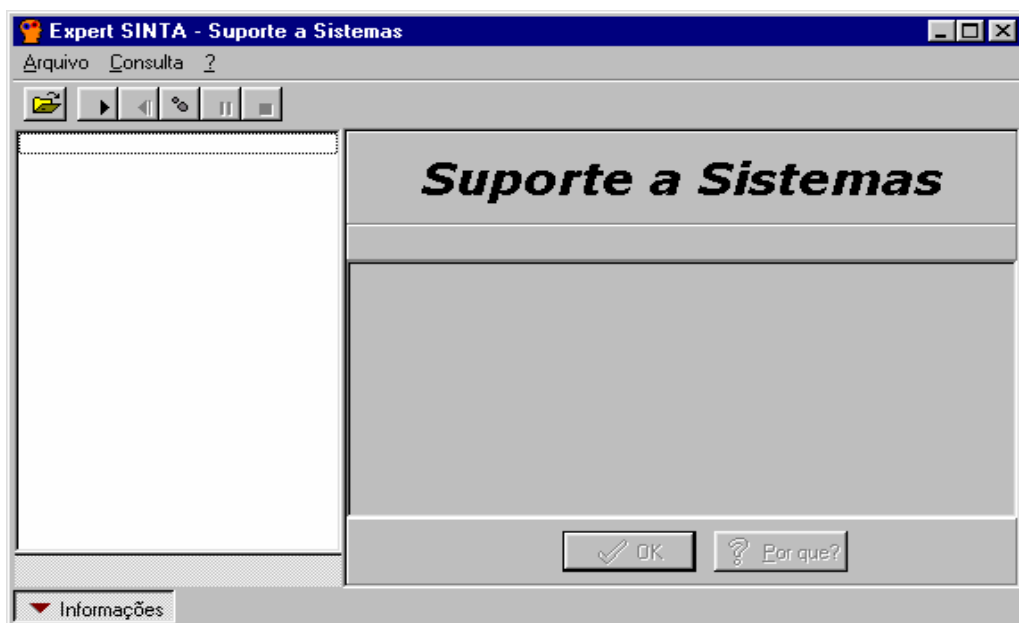 Expert SINTA - Suporte a Sistemas
Arquivo Consulta ?
Suporte a Sistemas
OK Por que?
Informações